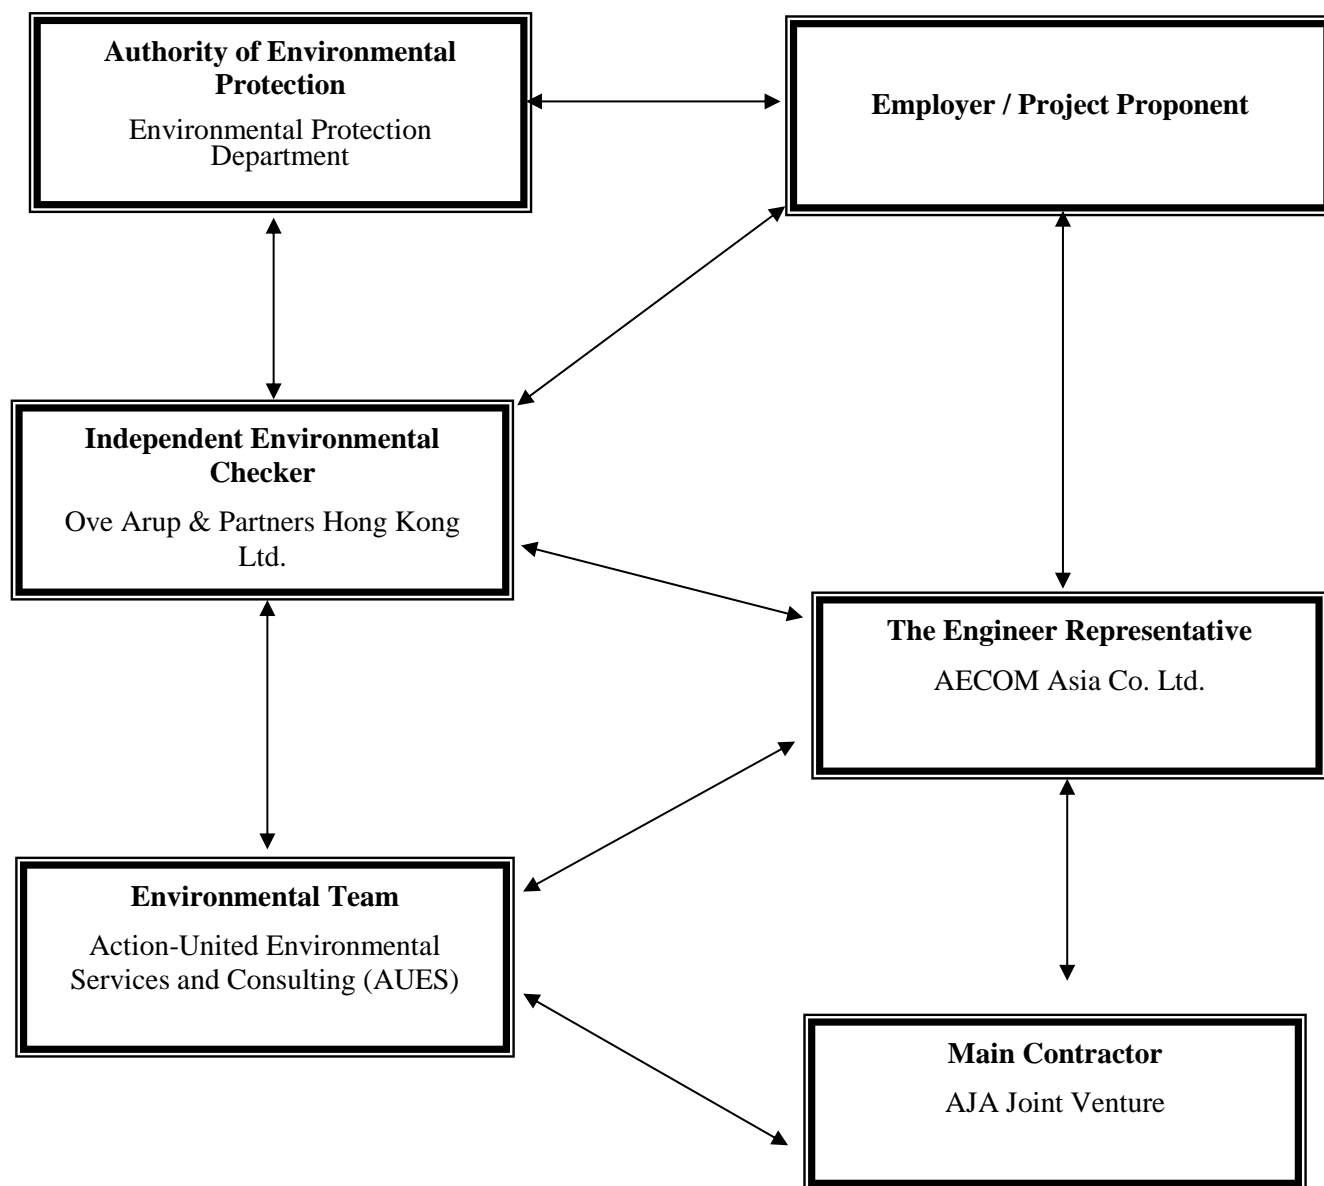 Authority of Environmental
Protection
Environmental Protection
Department
Employer / Project Proponent
Independent Environmental
Checker
Ove Arup & Partners Hong Kong
Ltd.
The Engineer Representative
AECOM Asia Co. Ltd.
Environmental Team
Action-United Environmental
Services and Consulting (AUES)
Main Contractor
AJA Joint Venture